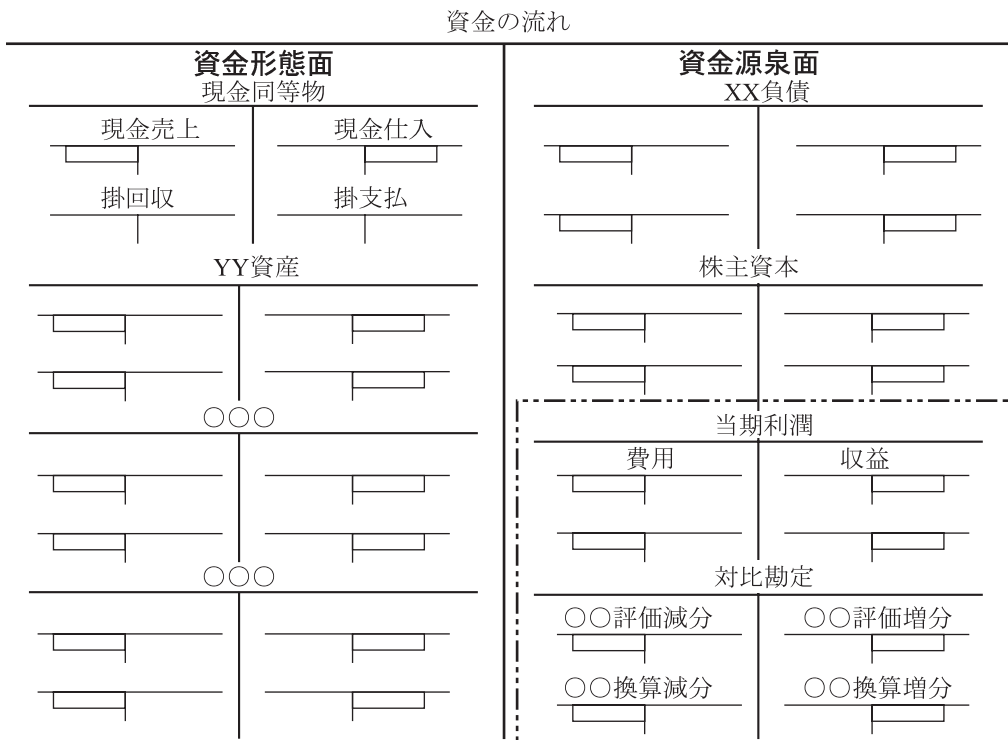 資金の流れ
資金形態面
現金同等物
現金売上
現金仕入
掛回収
掛支払
YY資産
○○○
○○○
資金源泉面
XX負債
株主資本
当期利潤
費用
収益
対比勘定
○○評価減分
○○評価増分
○○換算減分
○○換算増分